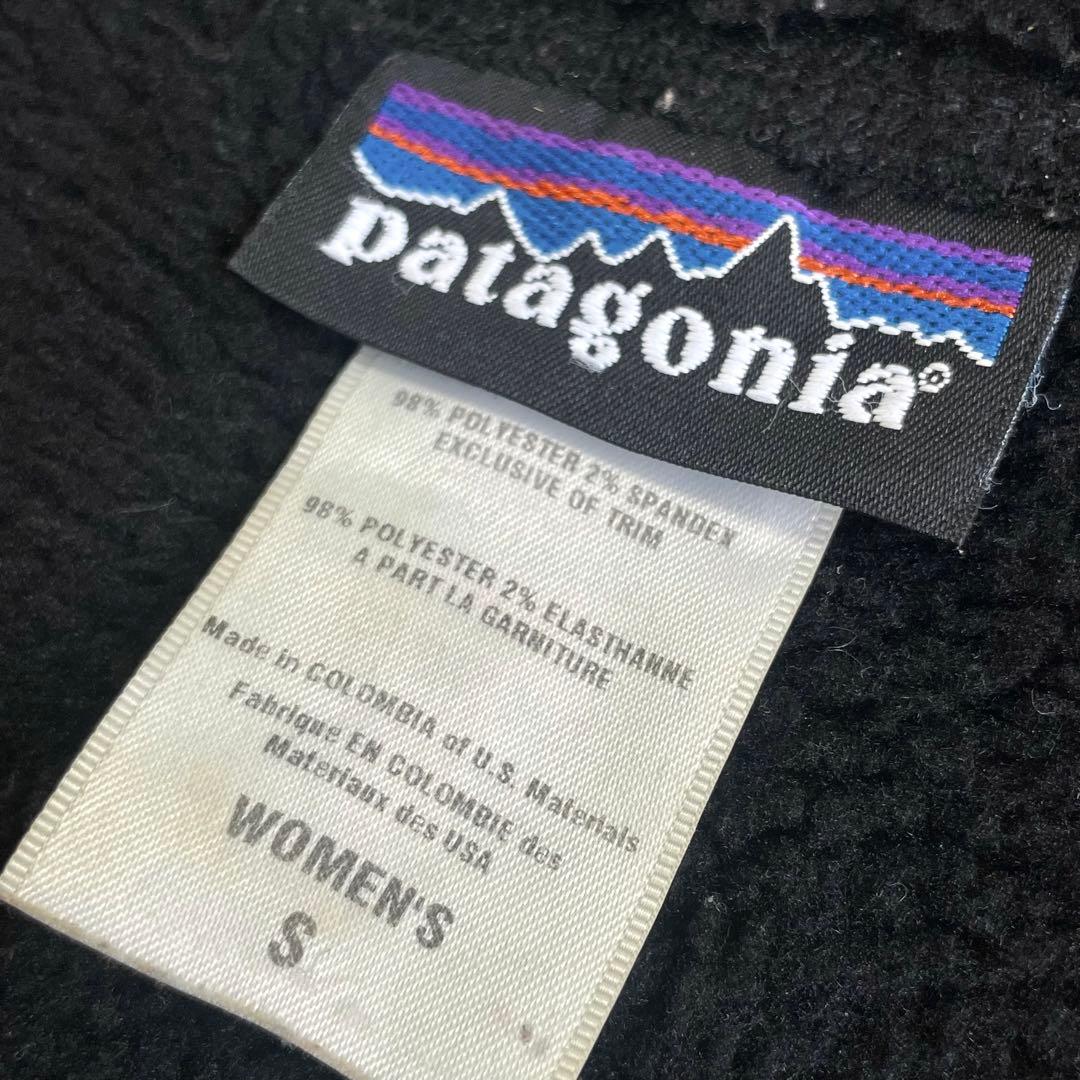 patagonia®
98% POLYESTER 2% SPANDEX
EXCLUSIVE OF TRIM
98% POLYESTER 2% ELASTHANNE
A PART LA GARNITURE
Made in COLOMBIA of U.S. Materials
Fabrique EN COLOMBIE des
Materiaux des USA
WOMEN'S
S